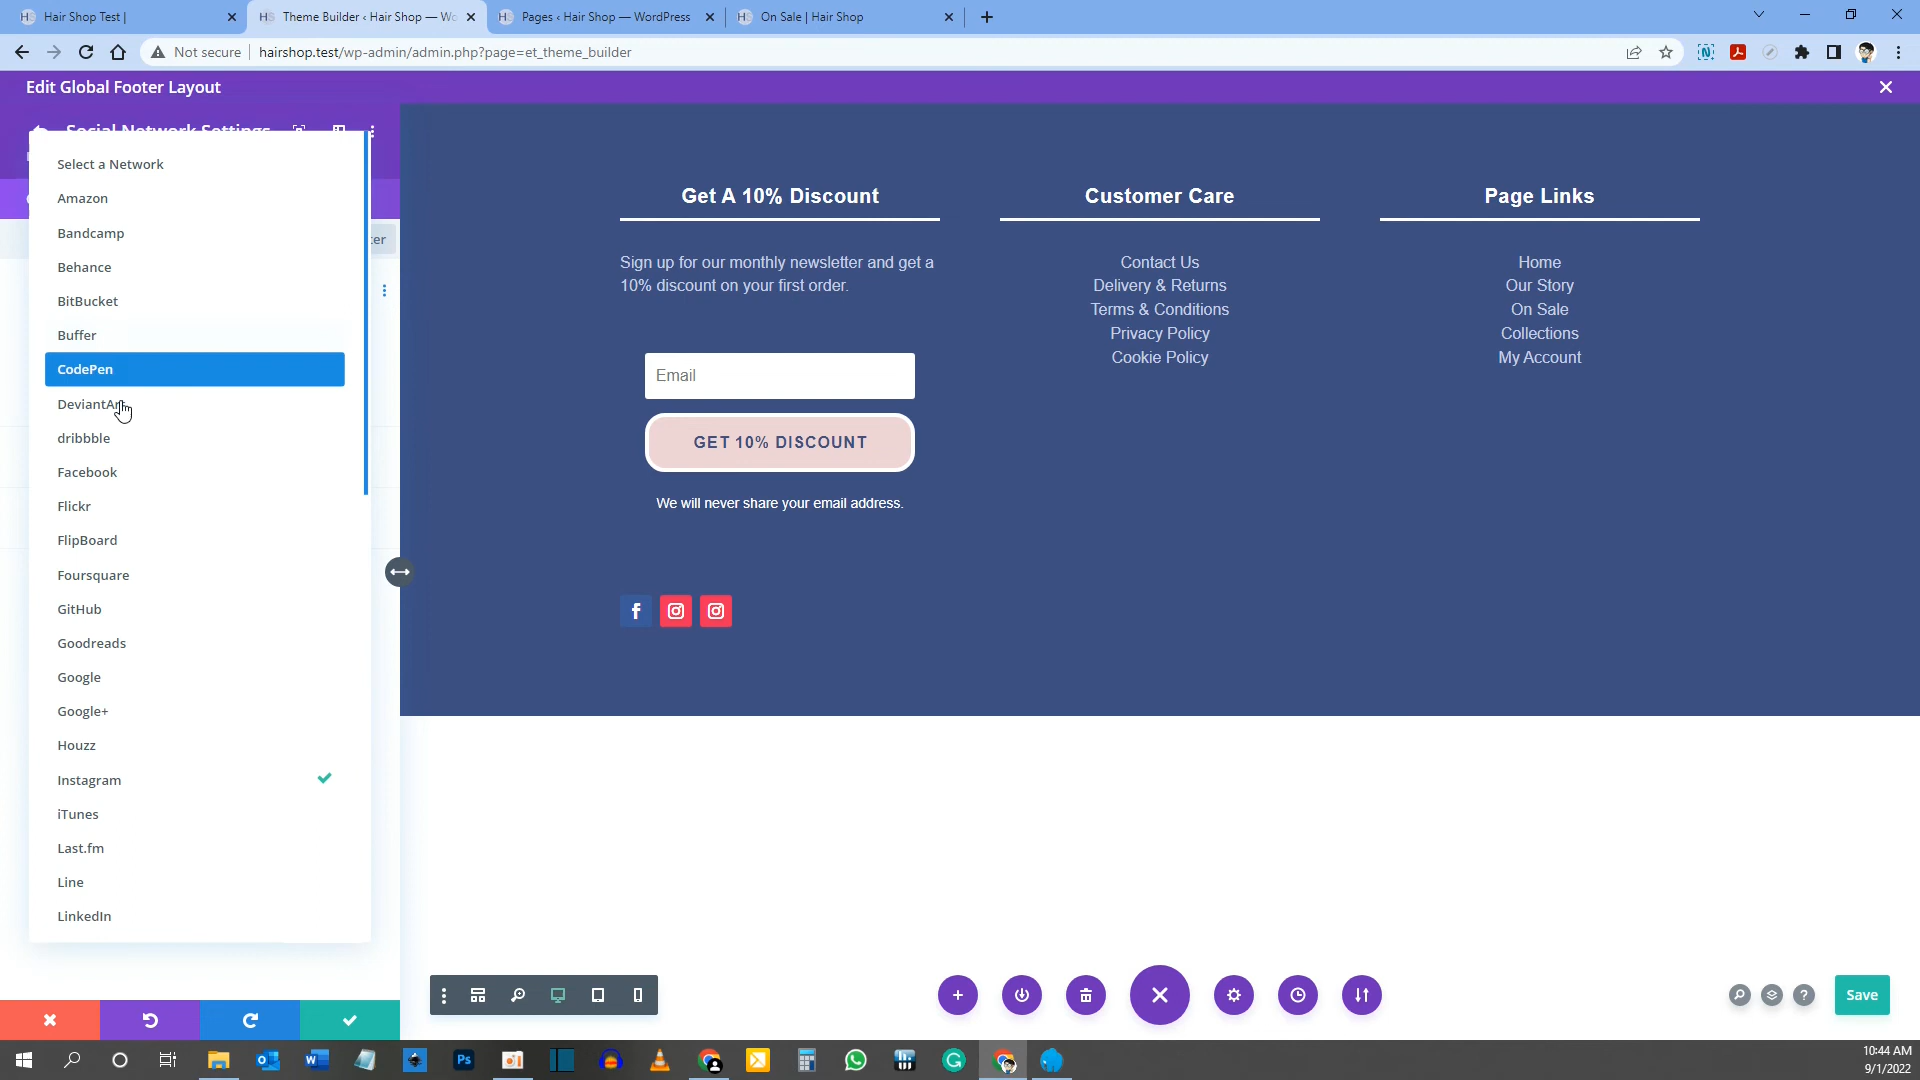 Hair Shop Test |
Theme Builder ‹ Hair Shop — Wo
Pages ‹ Hair Shop — WordPress
On Sale | Hair Shop
Not secure
hairshop.test/wp-admin/admin.php?page=et_theme_builder
Edit Global Footer Layout
Social Network Settings
Select a Network
Amazon
Bandcamp
Behance
BitBucket
Buffer
CodePen
DeviantArt
dribbble
Facebook
Flickr
FlipBoard
Foursquare
GitHub
Goodreads
Google
Google+
Houzz
Instagram
iTunes
Last.fm
Line
LinkedIn
Get A 10% Discount
Sign up for our monthly newsletter and get a
10% discount on your first order.
Email
GET 10% DISCOUNT
We will never share your email address.
Customer Care
Contact Us
Delivery & Returns
Terms & Conditions
Privacy Policy
Cookie Policy
Page Links
Home
Our Story
On Sale
Collections
My Account
Save
10:44 AM
9/1/2022